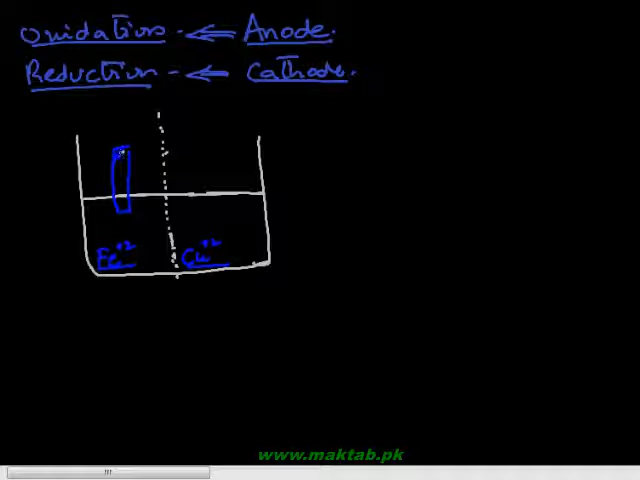 Oxidation ⇐ Anode.
Reduction ⇐ Cathode.
Fe+2 Cu+2
www.maktab.pk